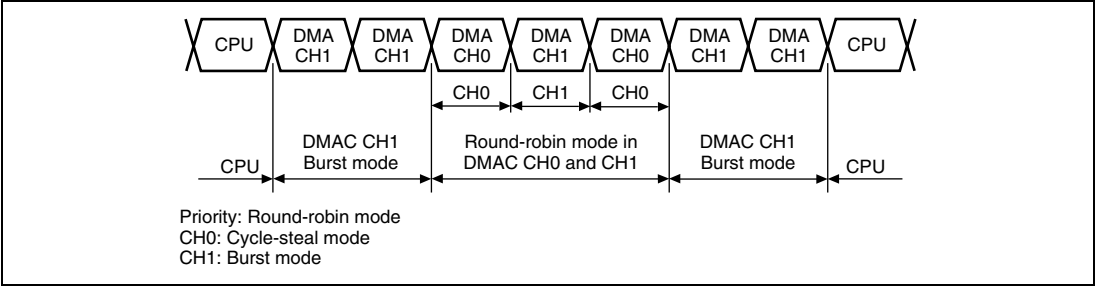 CPU DMA DMA DMA DMA DMA DMA DMA CPU
CH1 CH1 CH0 CH1 CH0 CH1 CH1
CH0 CH1 CH0
DMAC CH1 Round-robin mode in DMAC CH1
CPU Burst mode DMAC CH0 and CH1 Burst mode CPU
Priority: Round-robin mode
CH0: Cycle-steal mode
CH1: Burst mode